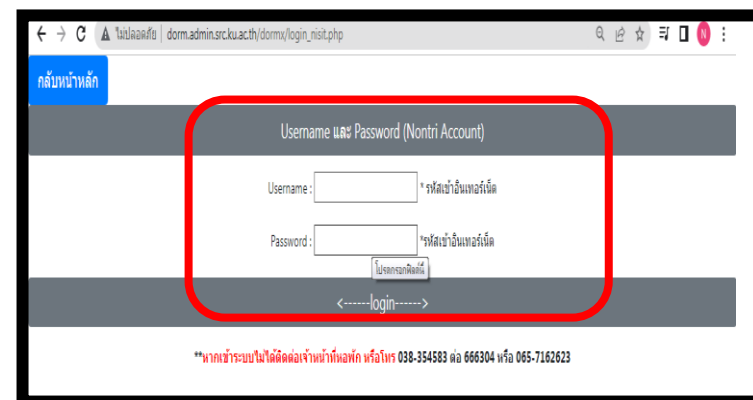 ไม่ปลอดภัย | dorm.admin.src.ku.ac.th/dormx/login_nisit.php
N
กลับหน้าหลัก
Username และ Password (Nontri Account)
Username : * รหัสเข้าอินเทอร์เน็ต
Password : *รหัสเข้าอินเทอร์เน็ต
โปรดกรอกฟิลด์นี้
<------login------>
**หากเข้าระบบไม่ได้ติดต่อเจ้าหน้าที่หอพัก หรือโทร 038-354583 ต่อ 666304 หรือ 065-7162623